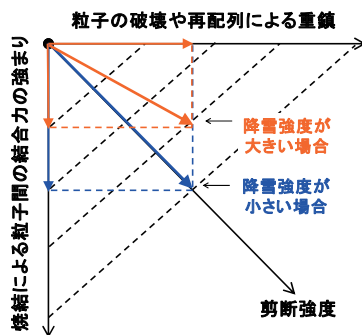 粒子の破壊や再配列による重鎮
焼結による粒子間の結合力の強まり
降雪強度が
大きい場合
降雪強度が
小さい場合
剪断強度